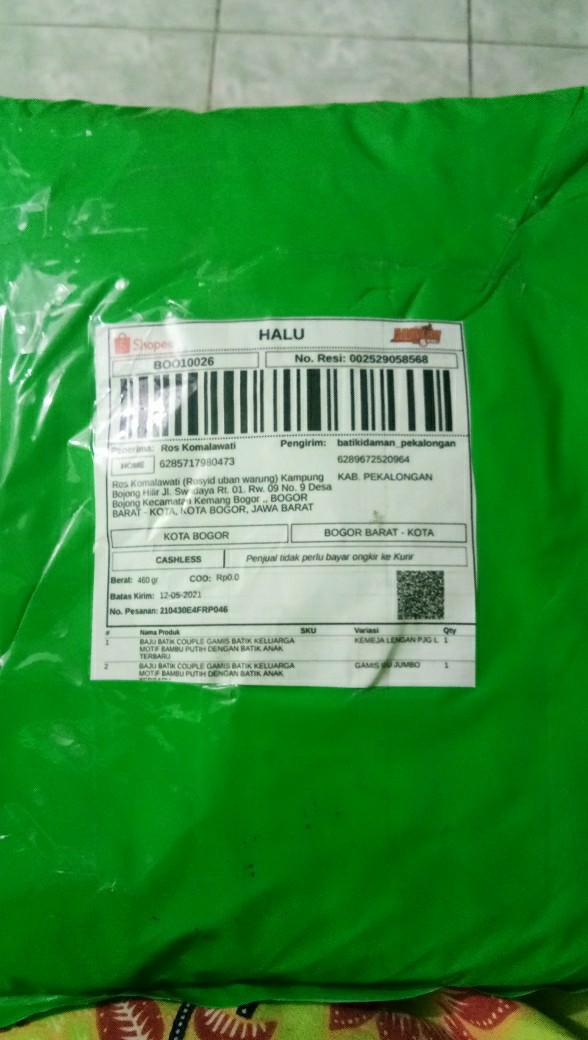 HALU
Shopee
BOO10026
No. Resi: 002529058568
Penerima: Ros Komalawati
Pengirim: batikidaman_pekalongan
HOME
6285717980473
6289672520964
Ros Komalawati (Rosyid uban warung) Kampung
Bojong Hilir Jl. Swadaya Rt. 01. Rw. 09 No. 9 Desa
Bojong Kecamatan Kemang Bogor ., BOGOR
BARAT - KOTA, KOTA BOGOR, JAWA BARAT
KAB. PEKALONGAN
KOTA BOGOR
BOGOR BARAT - KOTA
CASHLESS
Penjual tidak perlu bayar ongkir ke Kurir
Berat: 460 gr
COD: Rp0.0
Batas Kirim: 12-05-2021
No. Pesanan: 210430E4FRP046
# Nama Produk SKU Variasi Qty
1 BAJU BATIK COUPLE GAMIS BATIK KELUARGA KEMEJA LENGAN PJG L 1
MOTIF BAMBU PUTIH DENGAN BATIK ANAK
TERBARU
2 BAJU BATIK COUPLE GAMIS BATIK KELUARGA GAMIS JUMBO 1
MOTIF BAMBU PUTIH DENGAN BATIK ANAK
TERBARU